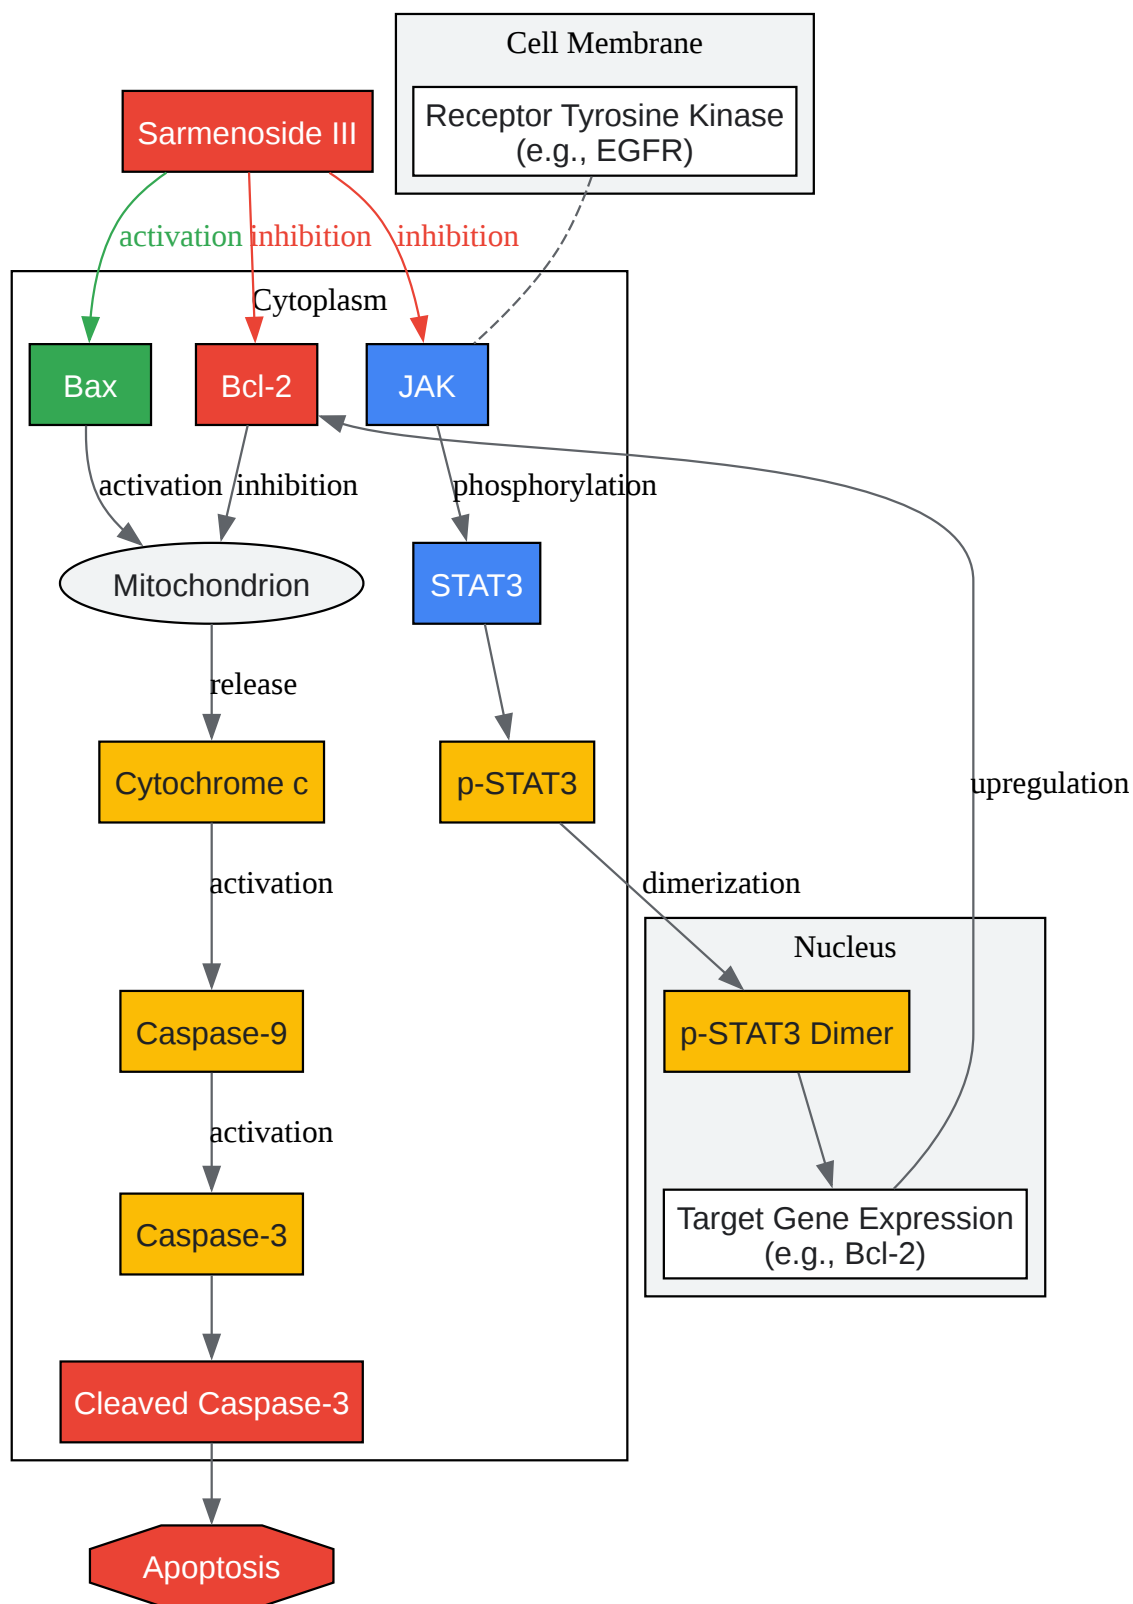 Cell Membrane
Receptor Tyrosine Kinase
(e.g., EGFR)
Sarmenoside III
activation
inhibition
inhibition
Cytoplasm
Bax
Bcl-2
JAK
activation
inhibition
phosphorylation
Mitochondrion
STAT3
release
Cytochrome c
p-STAT3
upregulation
activation
dimerization
Nucleus
Caspase-9
p-STAT3 Dimer
activation
Caspase-3
Target Gene Expression
(e.g., Bcl-2)
Cleaved Caspase-3
Apoptosis